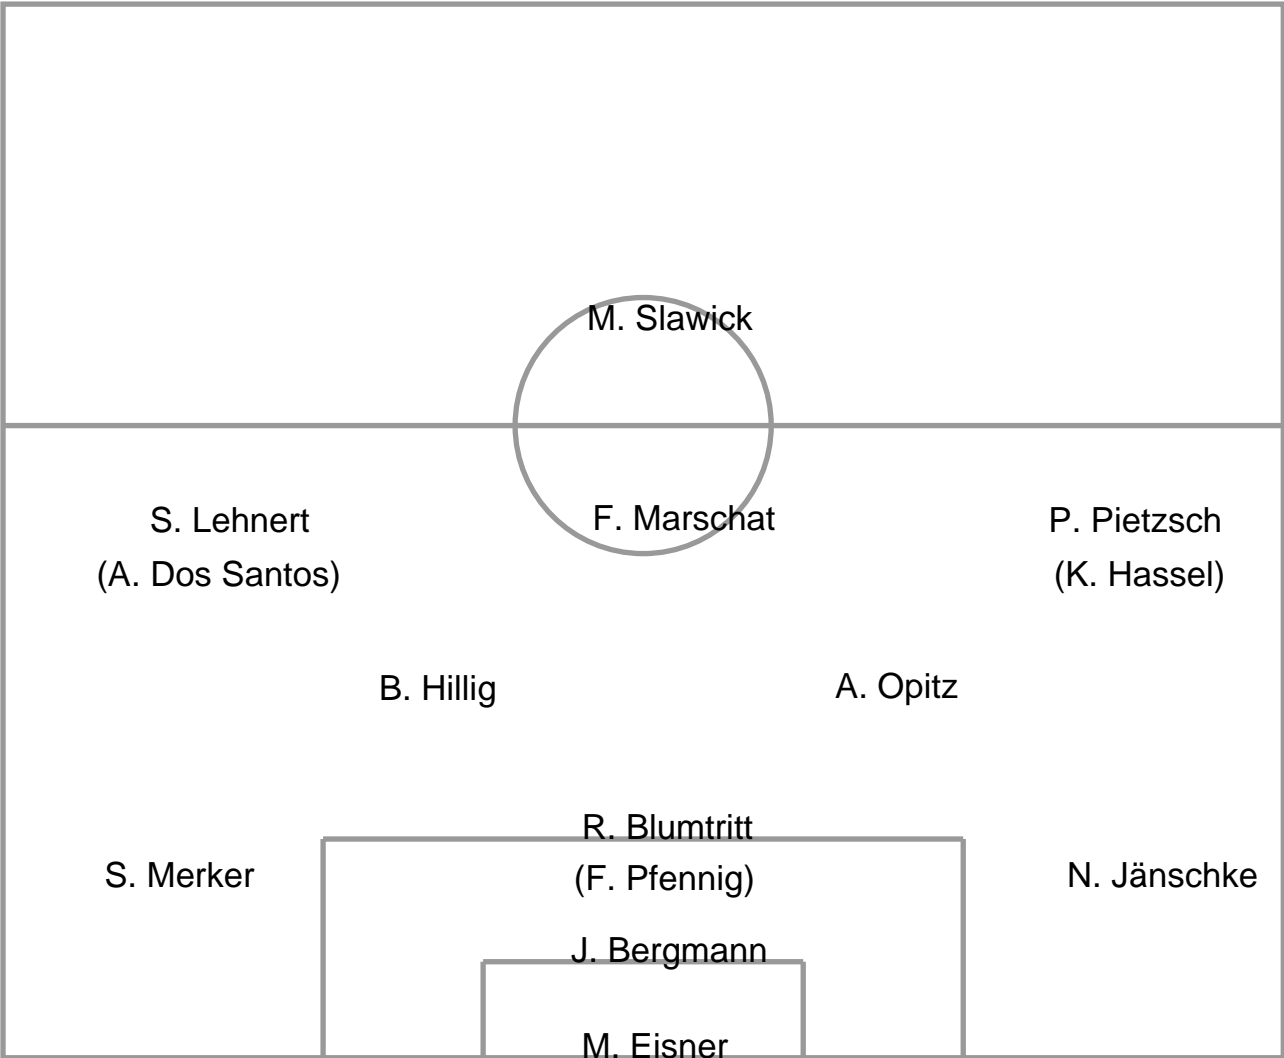 M. Slawick
S. Lehnert
F. Marschat
P. Pietzsch
(A. Dos Santos)
(K. Hassel)
B. Hillig
A. Opitz
R. Blumtritt
S. Merker
(F. Pfennig)
N. Jänschke
J. Bergmann
M. Eisner